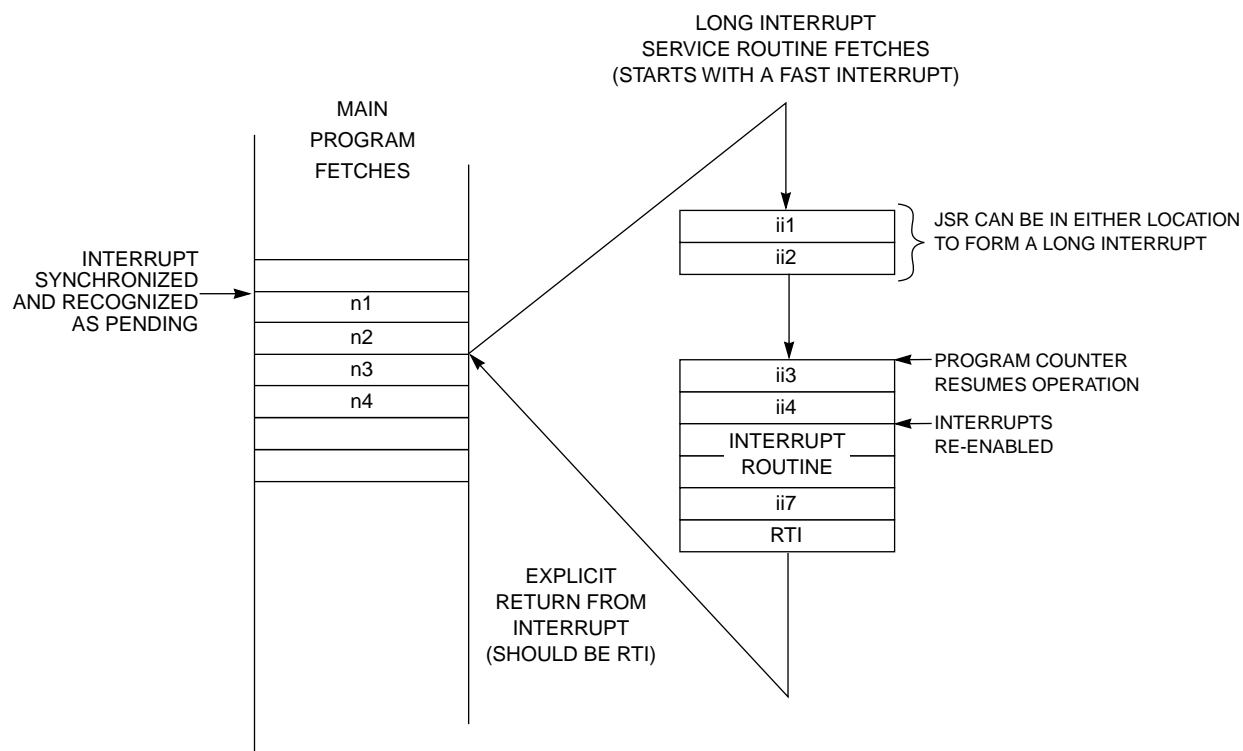 LONG INTERRUPT
SERVICE ROUTINE FETCHES
(STARTS WITH A FAST INTERRUPT)
MAIN
PROGRAM
FETCHES
INTERRUPT
SYNCHRONIZED
AND RECOGNIZED
AS PENDING
n1
n2
n3
n4
ii1
ii2
JSR CAN BE IN EITHER LOCATION
TO FORM A LONG INTERRUPT
ii3
ii4
INTERRUPT
ROUTINE
ii7
RTI
PROGRAM COUNTER
RESUMES OPERATION
INTERRUPTS
RE-ENABLED
EXPLICIT
RETURN FROM
INTERRUPT
(SHOULD BE RTI)